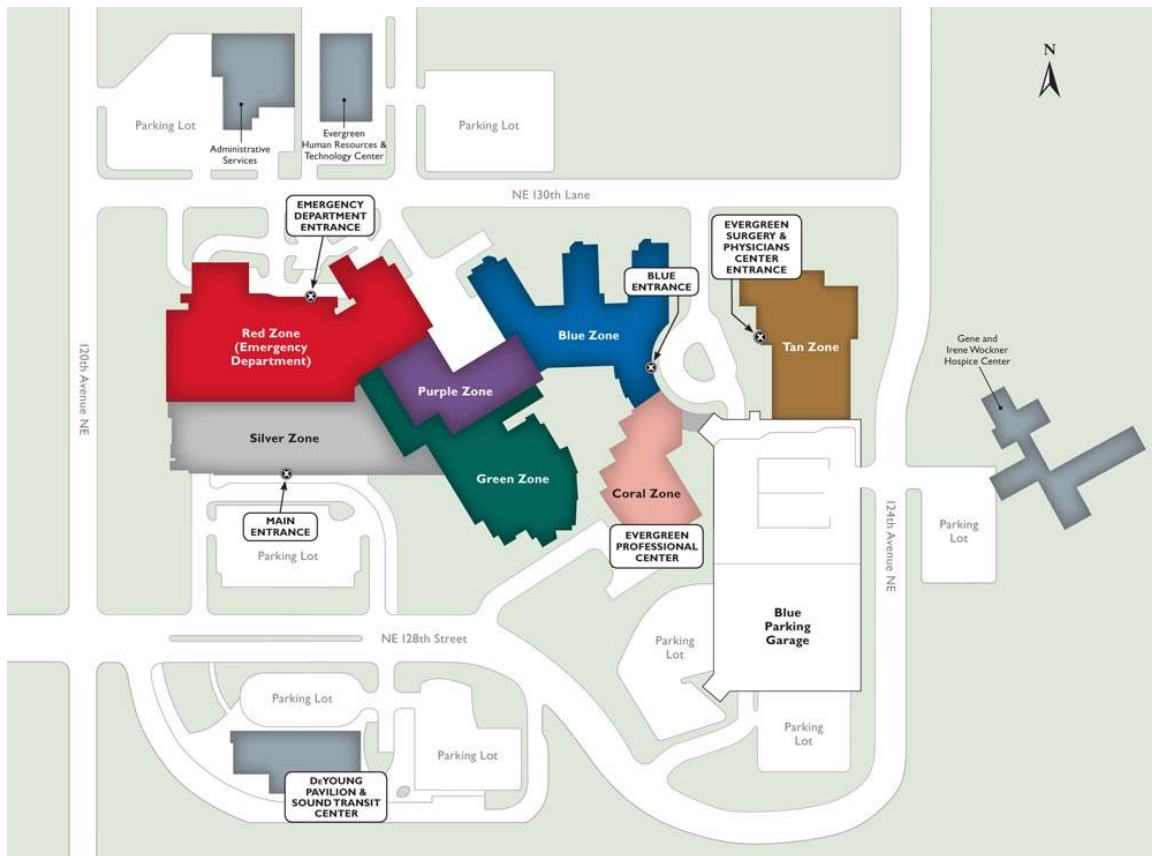 N
Parking Lot
Administrative
Services
Evergreen
Human Resources &
Technology Center
Parking Lot
NE 130th Lane
EMERGENCY
DEPARTMENT
ENTRANCE
EVERGREEN
SURGERY &
PHYSICIANS
CENTER
ENTRANCE
BLUE
ENTRANCE
Red Zone
(Emergency
Department)
Blue Zone
Tan Zone
Gene and
Irene Wockner
Hospice Center
120th Avenue NE
Purple Zone
Silver Zone
Green Zone
Coral Zone
MAIN
ENTRANCE
EVERGREEN
PROFESSIONAL
CENTER
Parking Lot
124th Avenue NE
Parking
Lot
Blue
Parking
Garage
NE 128th Street
Parking
Lot
Parking Lot
Parking Lot
Parking
Lot
DEYOUNG
PAVILION &
SOUND TRANSIT
CENTER